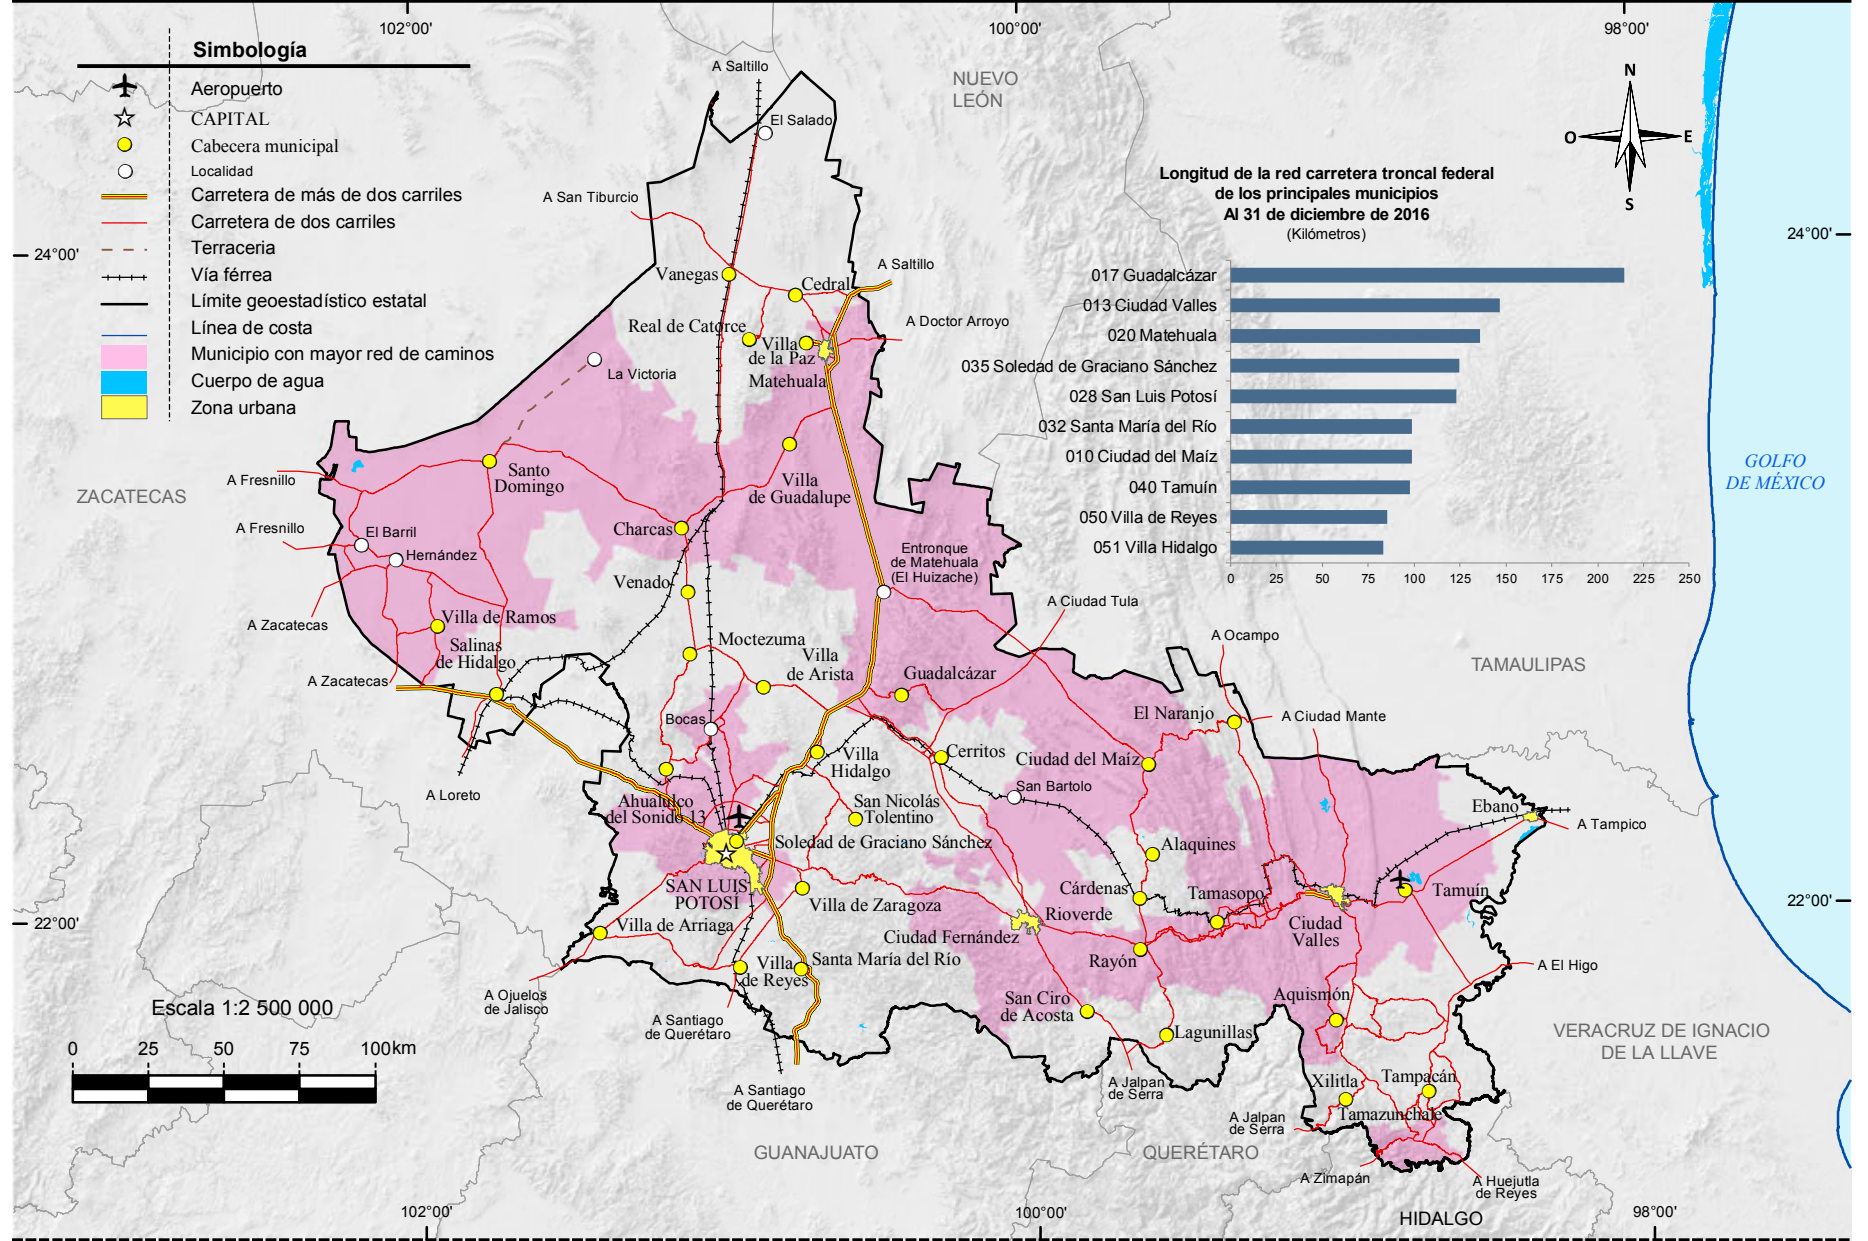 102°00'
100°00'
98°00'
Simbología
Aeropuerto
CAPITAL
Cabecera municipal
Localidad
Carretera de más de dos carriles
Carretera de dos carriles
Terraceria
Vía férrea
Límite geoestadístico estatal
Línea de costa
Municipio con mayor red de caminos
Cuerpo de agua
Zona urbana
N
O
E
S
Longitud de la red carretera troncal federal
de los principales municipios
Al 31 de diciembre de 2016
(Kilómetros)
017 Guadalcázar
013 Ciudad Valles
020 Matehuala
035 Soledad de Graciano Sánchez
028 San Luis Potosí
032 Santa María del Río
010 Ciudad del Maíz
040 Tamuín
050 Villa de Reyes
051 Villa Hidalgo
0 25 50 75 100 125 150 175 200 225 250
24°00'
24°00'
22°00'
22°00'
NUEVO
LEÓN
ZACATECAS
TAMAULIPAS
GOLFO
DE MÉXICO
VERACRUZ DE IGNACIO
DE LA LLAVE
GUANAJUATO
QUERÉTARO
HIDALGO
A Saltillo
El Salado
A San Tiburcio
Vanegas
Cedral
A Saltillo
Real de Catorce
Villa
de la Paz
A Doctor Arroyo
Matehuala
La Victoria
Santo
Domingo
Villa
de Guadalupe
A Fresnillo
A Fresnillo
El Barril
Hernández
Charcas
Entronque
de Matehuala
(El Huizache)
Venado
A Zacatecas
Villa de Ramos
Salinas
de Hidalgo
A Zacatecas
Moctezuma
Villa
de Arista
Guadalcázar
A Ciudad Tula
A Ocampo
El Naranjo
A Ciudad Mante
Bocas
A Loreto
Villa
Hidalgo
Cerritos
Ciudad del Maíz
San Bartolo
Ahualulco
del Sonido 13
San Nicolás
Tolentino
Soledad de Graciano Sánchez
Ebano
A Tampico
Alaquines
SAN LUIS
POTOSÍ
Villa de Zaragoza
Cárdenas
Tamasopo
Tamuín
Villa de Arriaga
Rioverde
Ciudad Fernández
Ciudad
Valles
Villa
de Reyes
Santa María del Río
Rayón
A El Higo
A Ojuelos
de Jalisco
San Ciro
de Acosta
Aquismón
A Santiago
de Querétaro
Lagunillas
A Santiago
de Querétaro
A Jalpan
de Serra
Xilitla
Tampacán
A Jalpan
de Serra
Tamazunchale
A Zimapán
A Huejutla
de Reyes
Escala 1:2 500 000
0 25 50 75 100km
102°00'
100°00'
98°00'